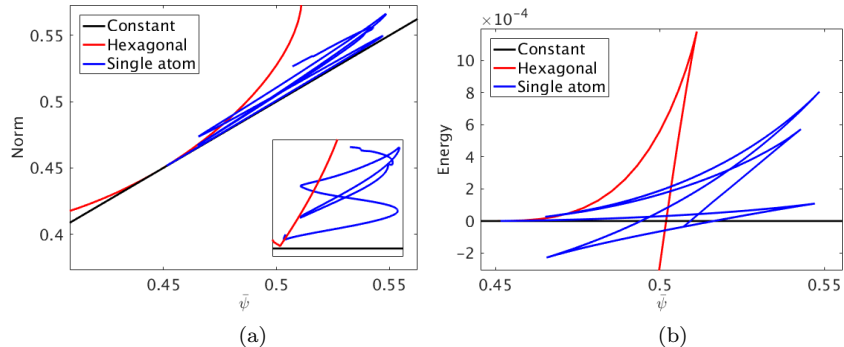 Constant
Hexagonal
Single atom
Norm
0.55
0.5
0.45
0.4
0.45
0.5
0.55
ψ̄
(a)
×10⁻⁴
Constant
Hexagonal
Single atom
Energy
10
8
6
4
2
0
-2
0.45
0.5
0.55
ψ̄
(b)